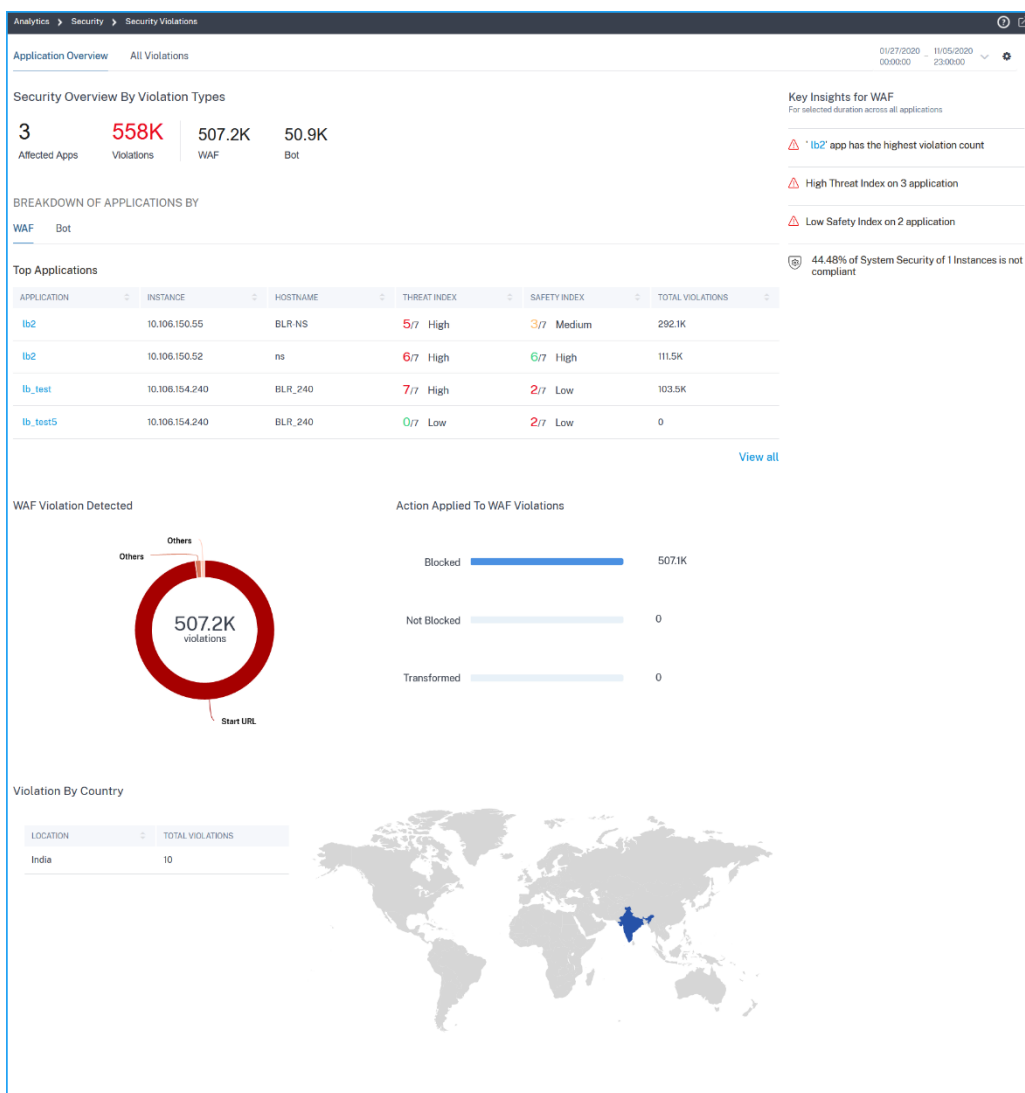 Analytics > Security > Security Violations
Application Overview All Violations
01/27/2020 00:00:00 - 11/05/2020 23:00:00
Security Overview By Violation Types
3 558K 507.2K 50.9K
Affected Apps Violations WAF Bot
Key Insights for WAF
For selected duration across all applications
' lb2' app has the highest violation count
High Threat Index on 3 application
Low Safety Index on 2 application
44.48% of System Security of 1 Instances is not
compliant
BREAKDOWN OF APPLICATIONS BY
WAF Bot
Top Applications
APPLICATION INSTANCE HOSTNAME THREAT INDEX SAFETY INDEX TOTAL VIOLATIONS
lb2 10.106.150.55 BLR-NS 5/7 High 3/7 Medium 292.1K
lb2 10.106.150.52 ns 6/7 High 6/7 High 111.5K
lb_test 10.106.154.240 BLR_240 7/7 High 2/7 Low 103.5K
lb_test5 10.106.154.240 BLR_240 0/7 Low 2/7 Low 0
View all
WAF Violation Detected
Others
Others
507.2K
violations
Start URL
Action Applied To WAF Violations
Blocked 507.1K
Not Blocked 0
Transformed 0
Violation By Country
LOCATION TOTAL VIOLATIONS
India 10